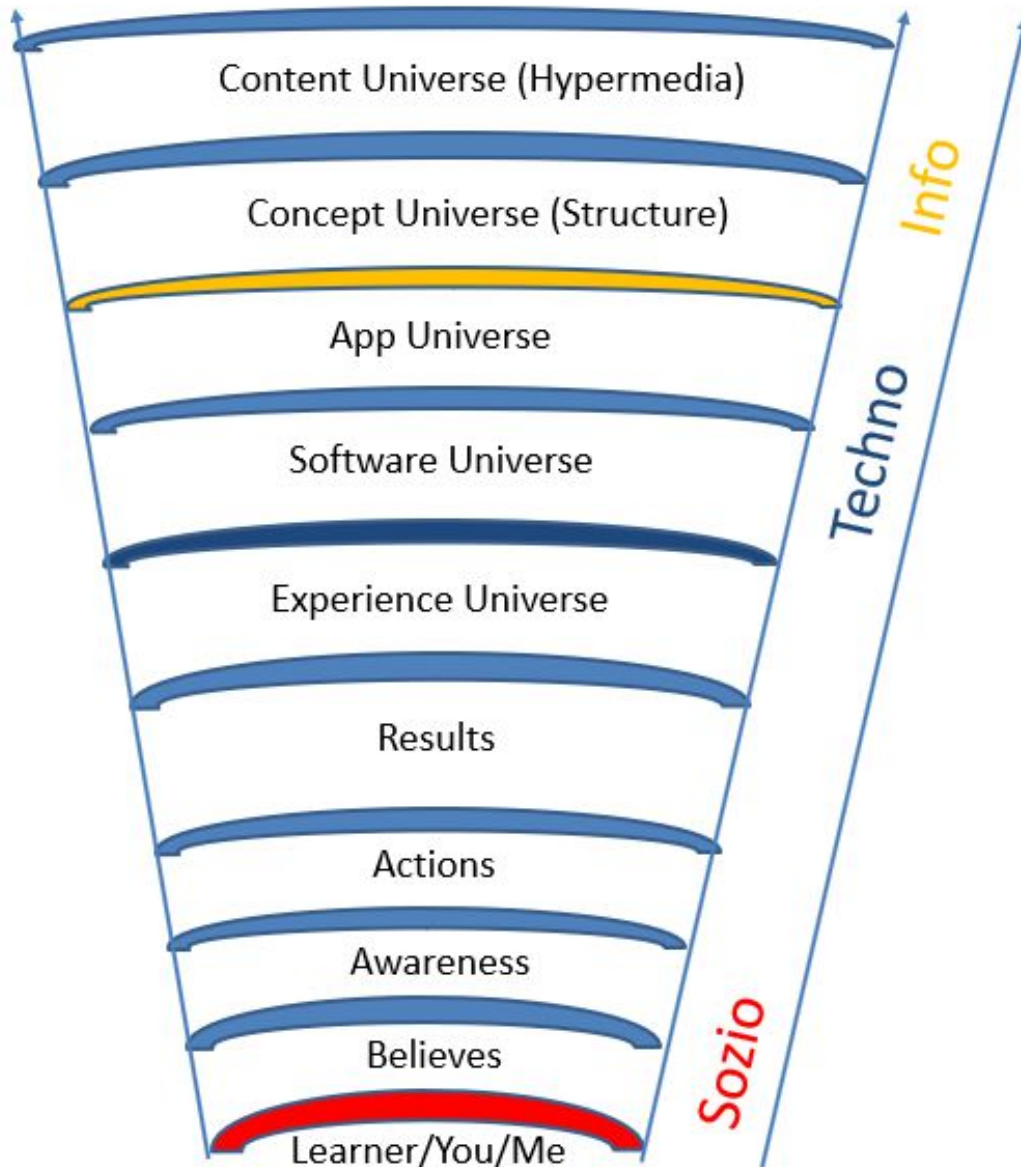 Content Universe (Hypermedia)
Concept Universe (Structure)
App Universe
Software Universe
Experience Universe
Results
Actions
Awareness
Believes
Learner/You/Me
Info
Techno
Sozio